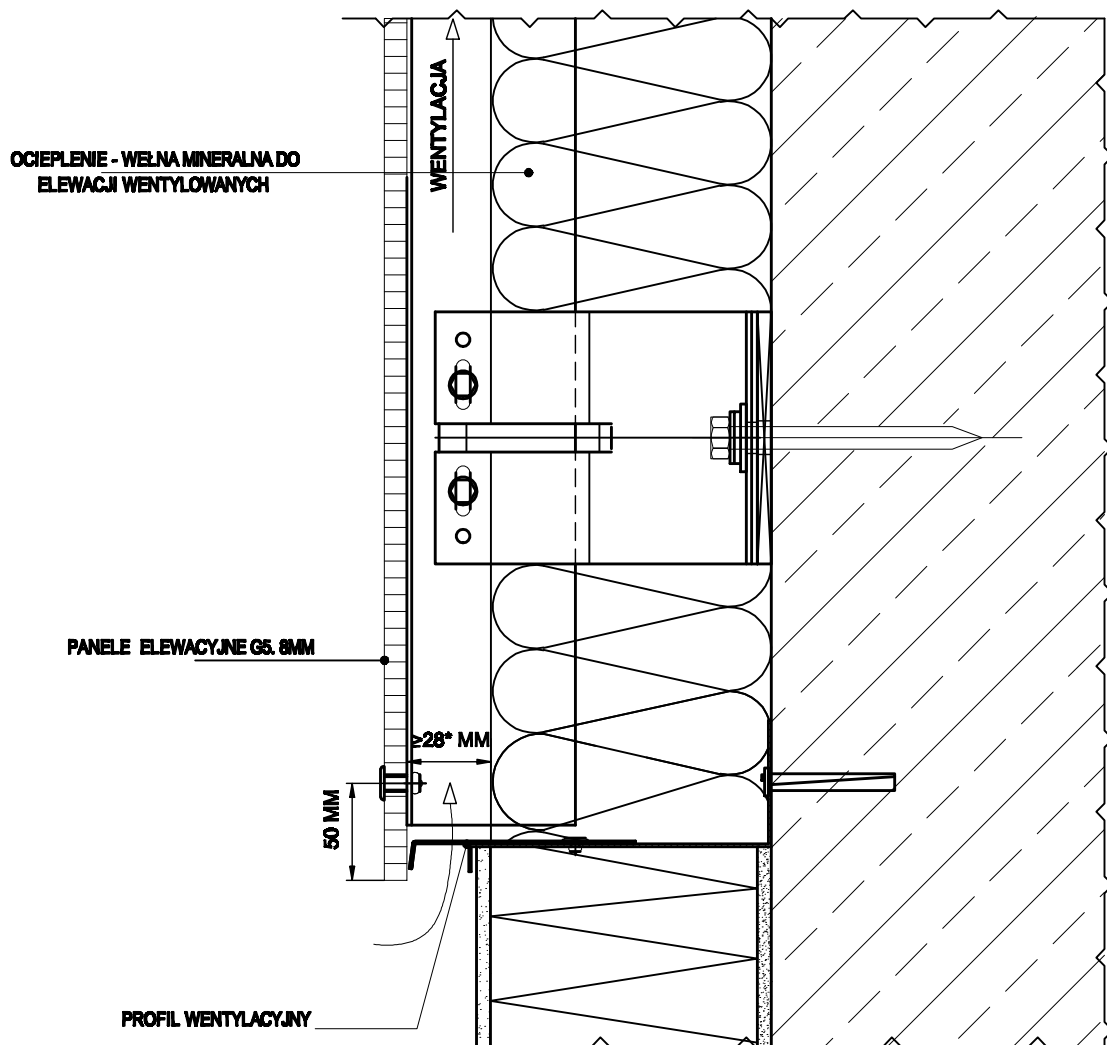 WENTYLACJA
OCIEPLENIE - WEŁNA MINERALNA DO
ELEWACJI WENTYLOWANYCH
PANELE ELEWACYJNE G5. 8MM
≥28* MM
50 MM
PROFIL WENTYLACYJNY